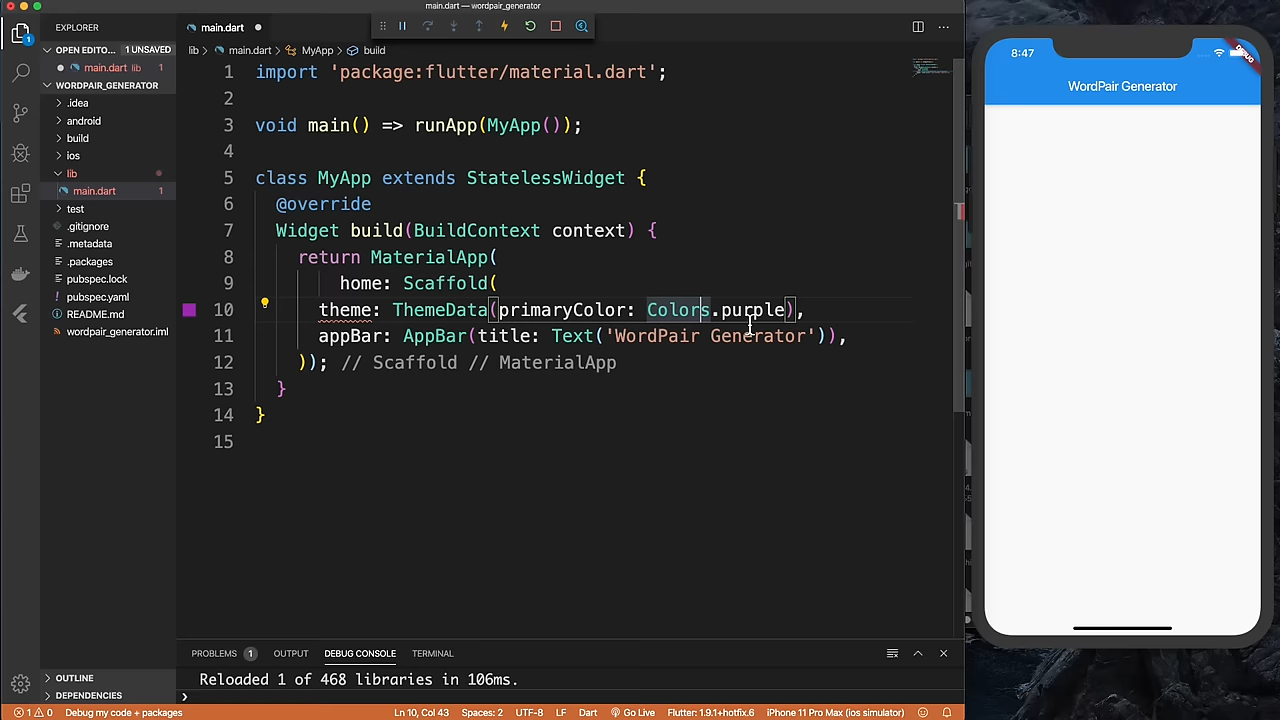 main.dart — wordpair_generator
EXPLORER
main.dart
OPEN EDITO... 1 UNSAVED
main.dart lib 1
WORDPAIR_GENERATOR
.idea
android
build
ios
lib
main.dart 1
test
.gitignore
.metadata
.packages
pubspec.lock
pubspec.yaml
README.md
wordpair_generator.iml
OUTLINE
DEPENDENCIES
lib > main.dart > MyApp > build
1 import 'package:flutter/material.dart';
2
3 void main() => runApp(MyApp());
4
5 class MyApp extends StatelessWidget {
6 @override
7 Widget build(BuildContext context) {
8 return MaterialApp(
9 home: Scaffold(
10 theme: ThemeData(primaryColor: Colors.purple),
11 appBar: AppBar(title: Text('WordPair Generator')),
12 )); // Scaffold // MaterialApp
13 }
14 }
15
PROBLEMS 1 OUTPUT DEBUG CONSOLE TERMINAL
Reloaded 1 of 468 libraries in 106ms.
1 0 Debug my code + packages Ln 10, Col 43 Spaces: 2 UTF-8 LF Dart Go Live Flutter: 1.9.1+hotfix.6 iPhone 11 Pro Max (ios simulator)
8:47
DEBUG
WordPair Generator